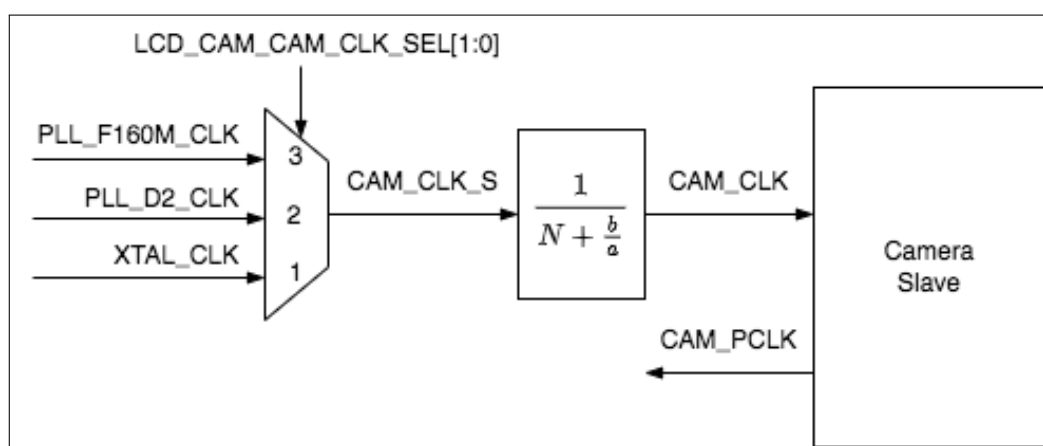 LCD_CAM_CAM_CLK_SEL[1:0]
PLL_F160M_CLK
3
PLL_D2_CLK
2
XTAL_CLK
1
CAM_CLK_S
1
N + b/a
CAM_CLK
Camera
Slave
CAM_PCLK